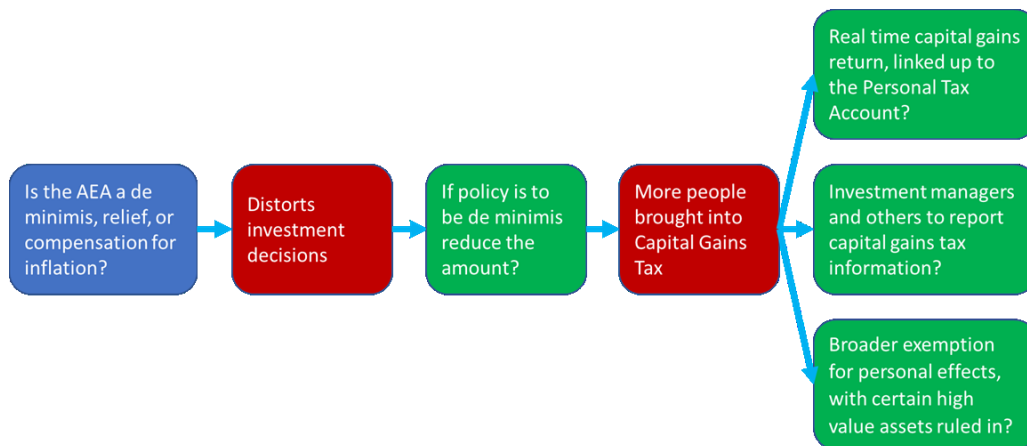 Is the AEA a de
minimis, relief, or
compensation for
inflation?
Distorts
investment
decisions
If policy is to
be de minimis
reduce the
amount?
More people
brought into
Capital Gains
Tax
Real time capital gains
return, linked up to
the Personal Tax
Account?
Investment managers
and others to report
capital gains tax
information?
Broader exemption
for personal effects,
with certain high
value assets ruled in?